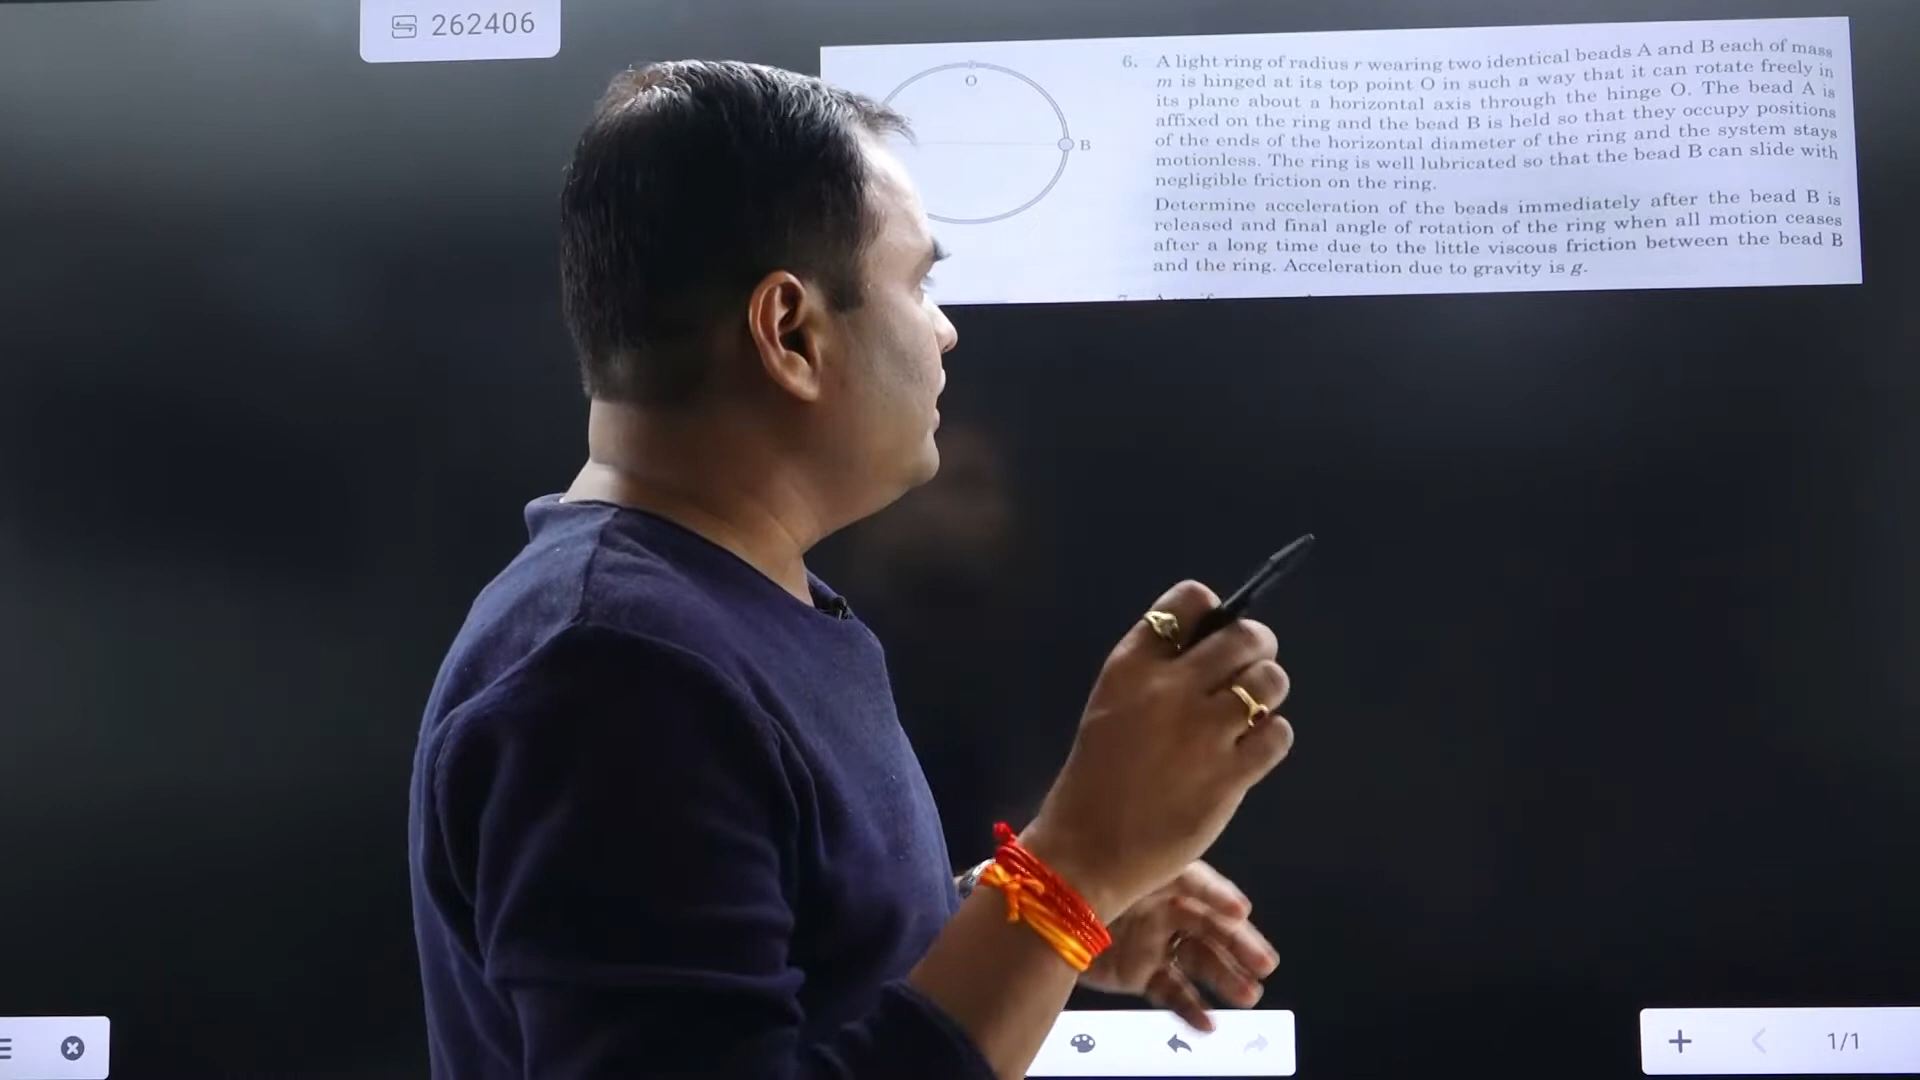 262406
O
B
6. A light ring of radius r wearing two identical beads A and B each of mass
m is hinged at its top point O in such a way that it can rotate freely in
its plane about a horizontal axis through the hinge O. The bead A is
affixed on the ring and the bead B is held so that they occupy positions
of the ends of the horizontal diameter of the ring and the system stays
motionless. The ring is well lubricated so that the bead B can slide with
negligible friction on the ring.
Determine acceleration of the beads immediately after the bead B is
released and final angle of rotation of the ring when all motion ceases
after a long time due to the little viscous friction between the bead B
and the ring. Acceleration due to gravity is g.
1/1